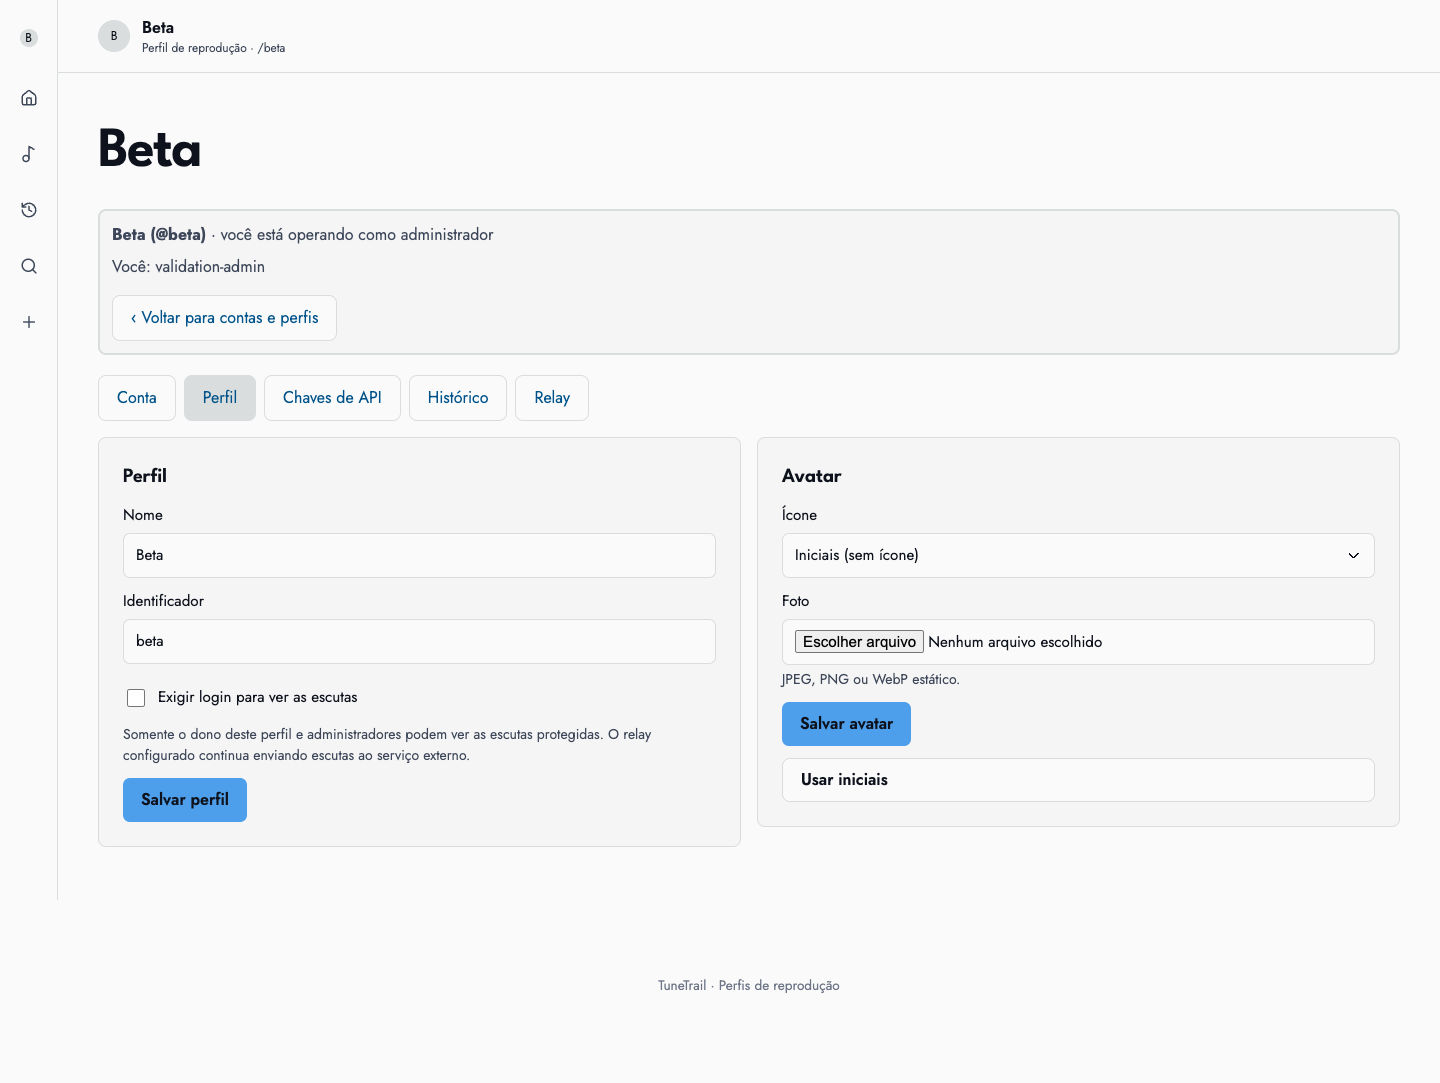 B
B
Beta
Perfil de reprodução · /beta
Beta
Beta (@beta) · você está operando como administrador
Você: validation-admin
‹ Voltar para contas e perfis
Conta
Perfil
Chaves de API
Histórico
Relay
Perfil
Nome
Beta
Identificador
beta
Exigir login para ver as escutas
Somente o dono deste perfil e administradores podem ver as escutas protegidas. O relay
configurado continua enviando escutas ao serviço externo.
Salvar perfil
Avatar
Ícone
Iniciais (sem ícone)
Foto
Escolher arquivo Nenhum arquivo escolhido
JPEG, PNG ou WebP estático.
Salvar avatar
Usar iniciais
TuneTrail · Perfis de reprodução